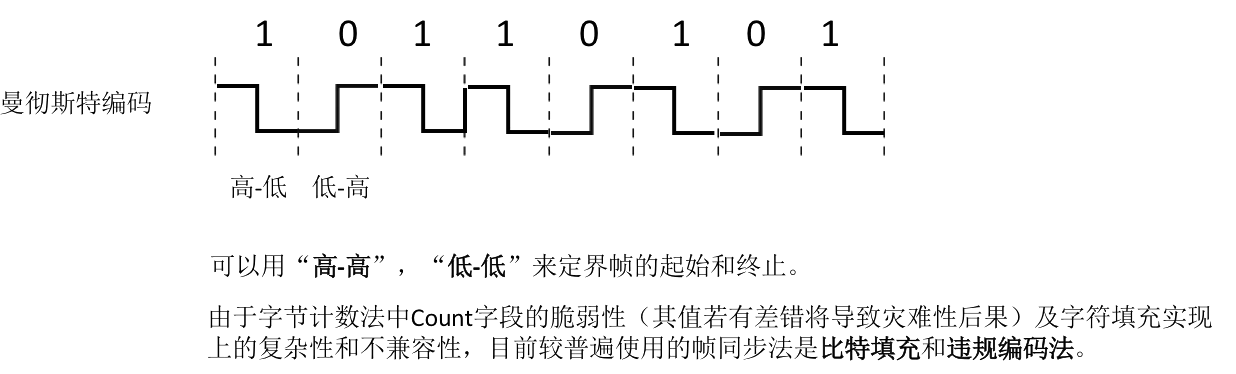 1 0 1 1 0 1 0 1
曼彻斯特编码
高-低 低-高
可以用“高-高”，“低-低”来定界帧的起始和终止。
由于字节计数法中Count字段的脆弱性（其值若有差错将导致灾难性后果）及字符填充实现
上的复杂性和不兼容性，目前较普遍使用的帧同步法是比特填充和违规编码法。